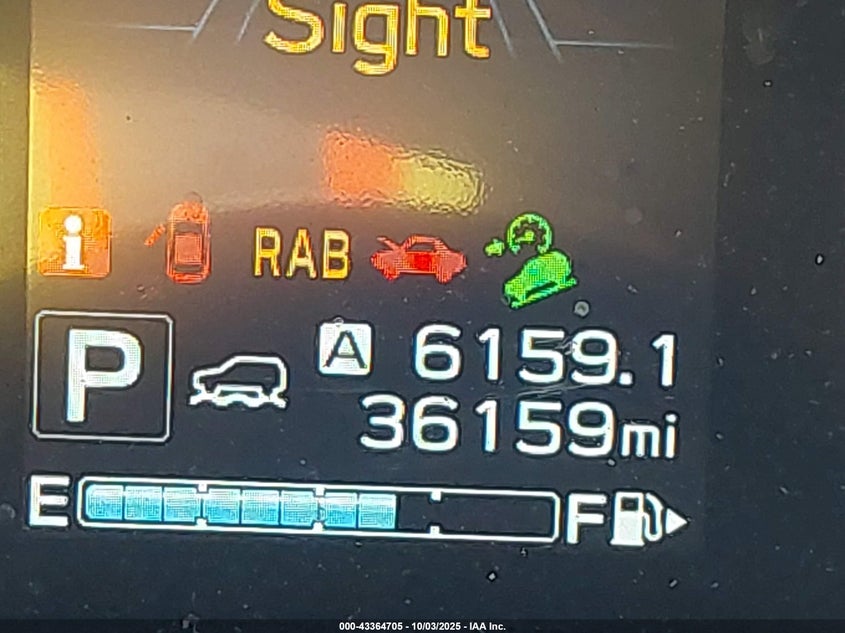 Sight
i RAB
P A 6159.1
36159mi
E F
000-43364705 - 10/03/2025 - IAA Inc.